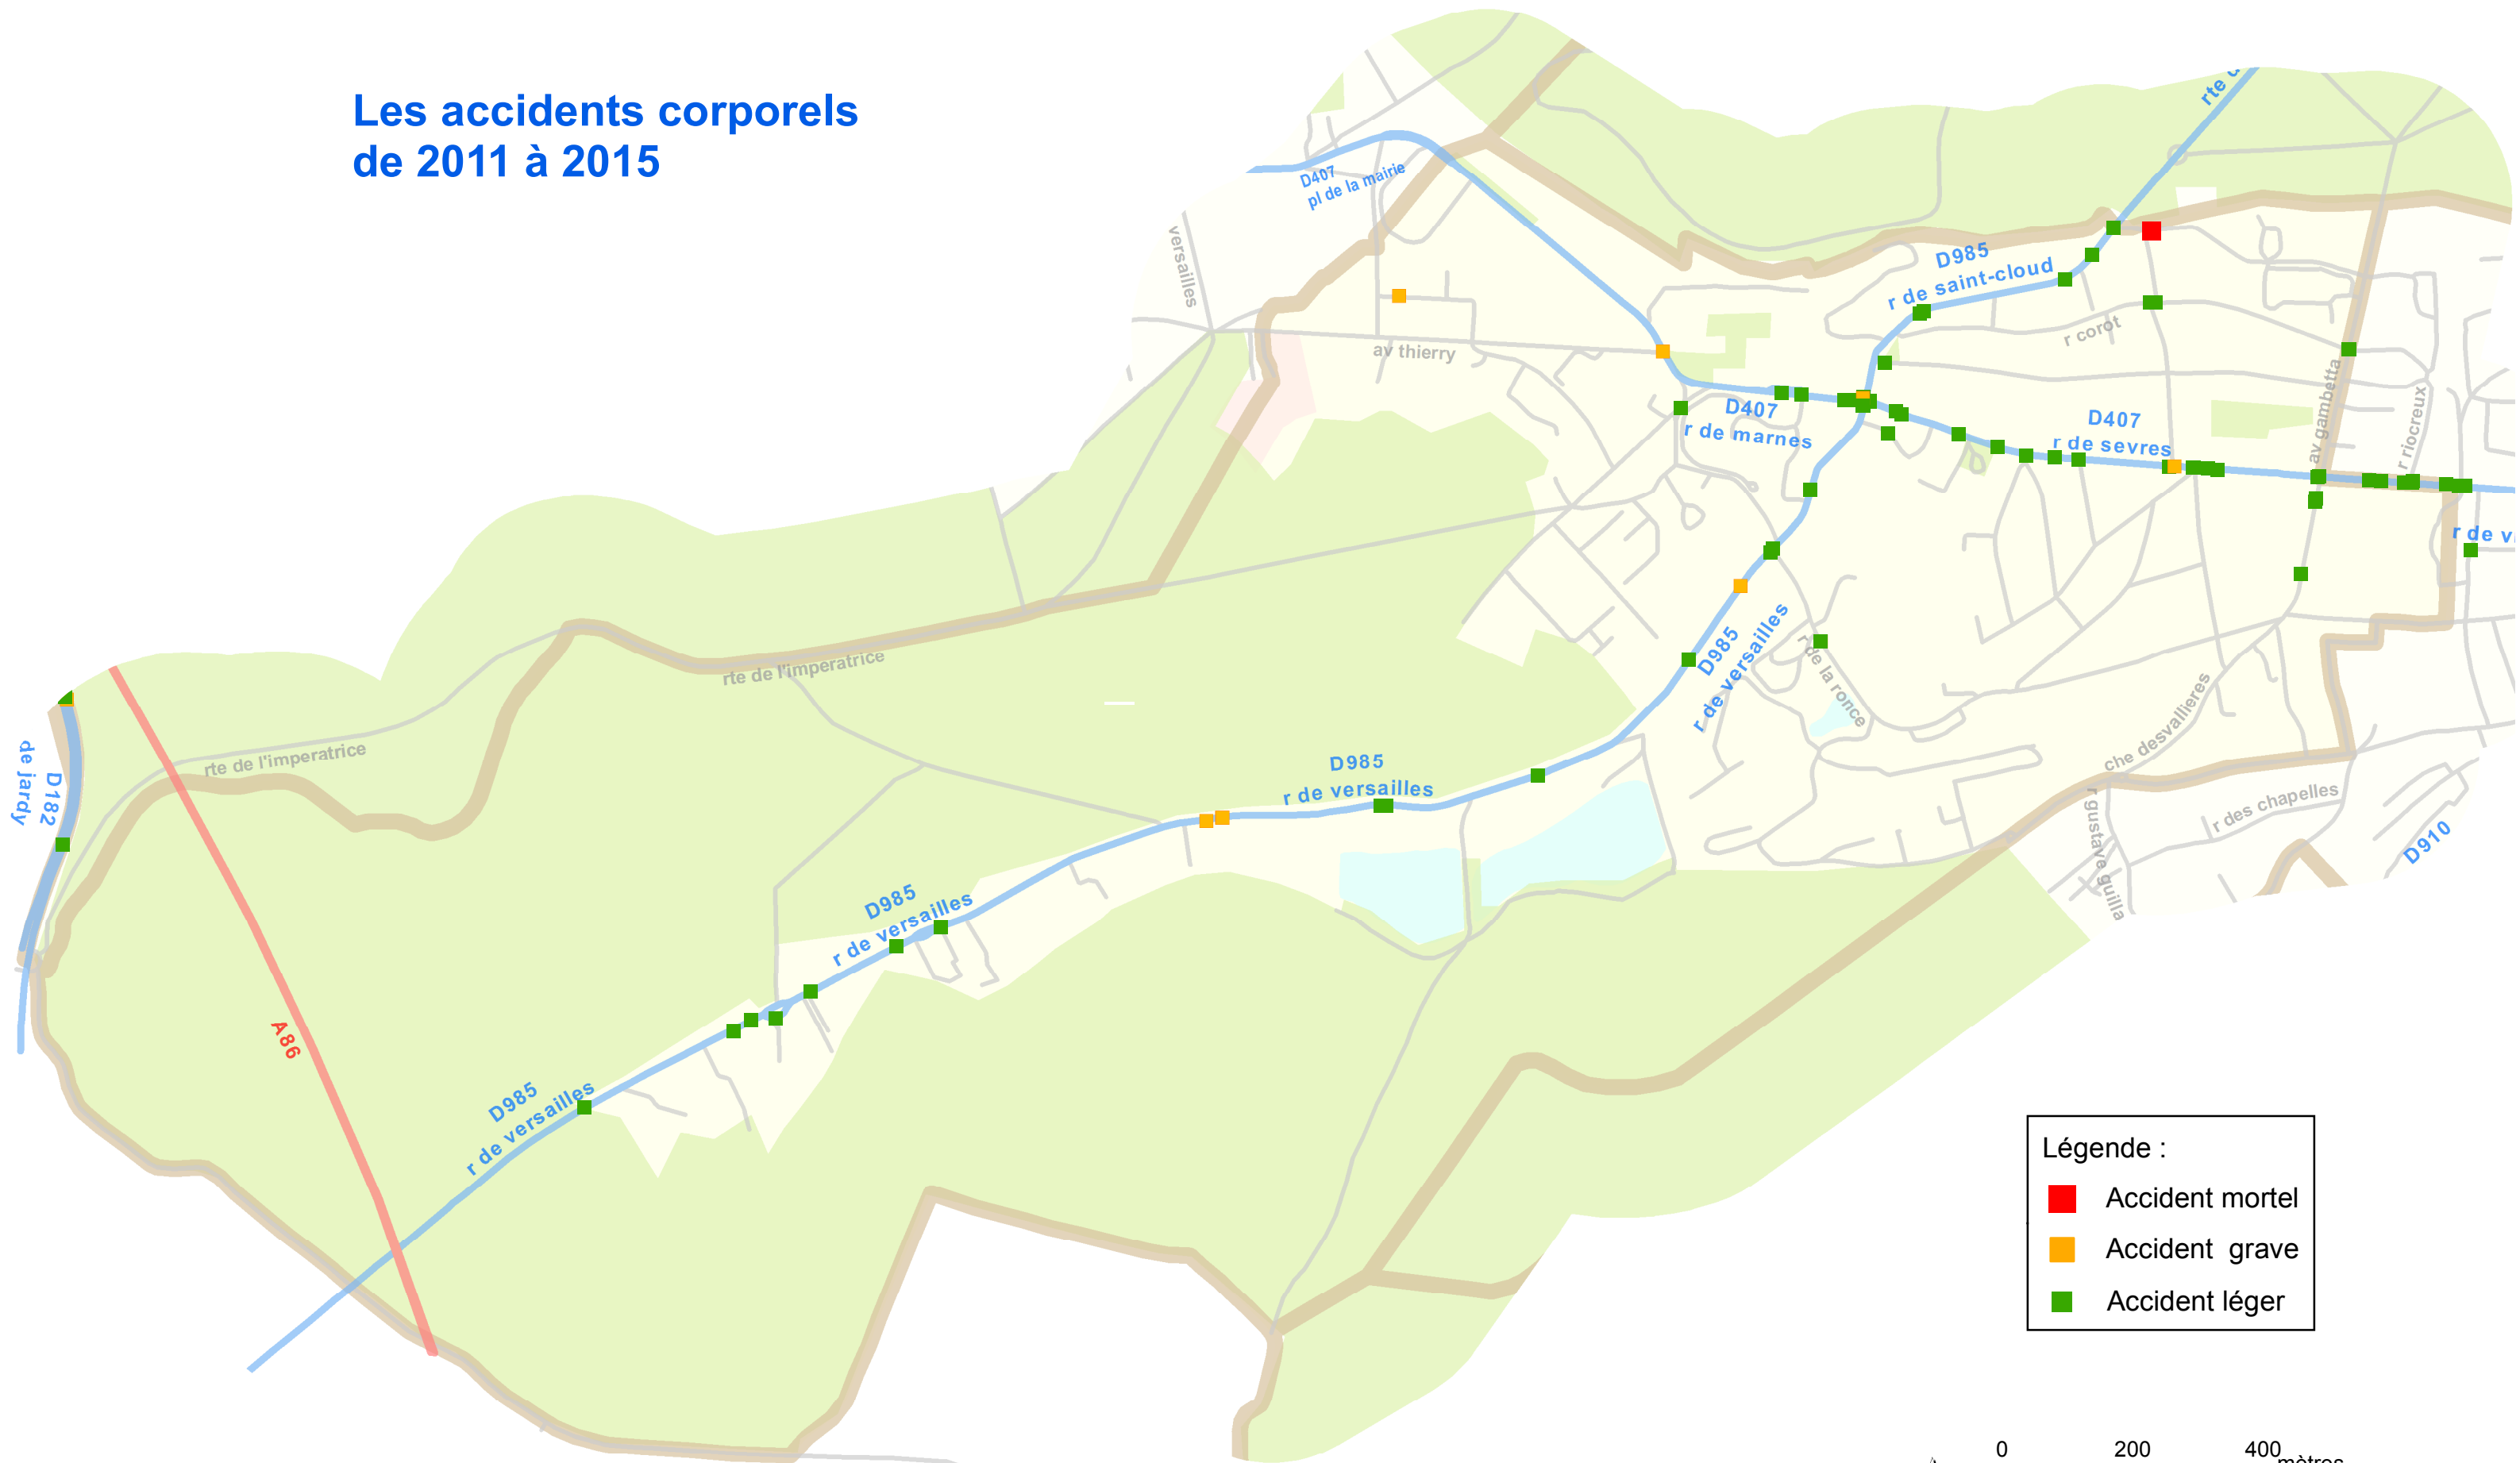 Les accidents corporels
de 2011 à 2015
rte d
D407
pl de la mairie
versailles
D985
r de saint-cloud
r corot
av thierry
av gambetta
r riocreux
D407
r de marnes
D407
r de sevres
r de v
D985
r de versailles
r de la ronce
rte de l'imperatrice
rte de l'imperatrice
D182
de jardy
che desvallieres
D985
r de versailles
r gustave guilla
r des chapelles
D910
D985
r de versailles
A86
D985
r de versailles
Légende :
Accident mortel
Accident grave
Accident léger
0 200 400
mètres